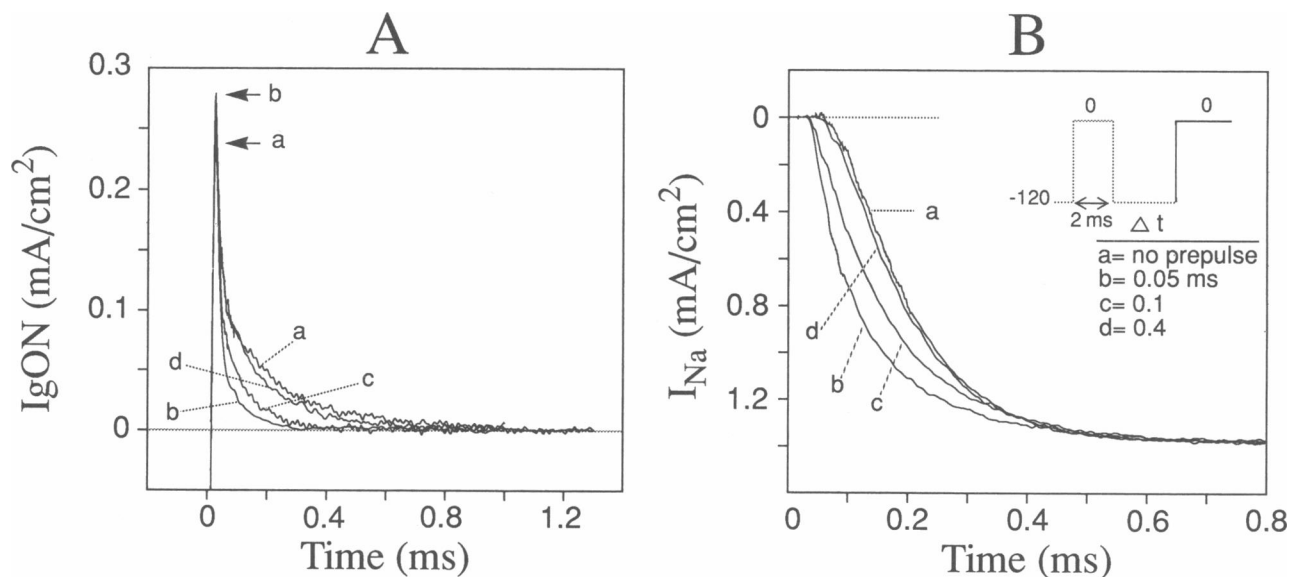 A
IgON (mA/cm2)
0.3
0.2
0.1
0
b
a
a
d
c
b
0
0.4
0.8
1.2
Time (ms)
B
INa (mA/cm2)
0
0.4
0.8
1.2
a
d
b
c
0
0
-120
2 ms
Δ t
a= no prepulse
b= 0.05 ms
c= 0.1
d= 0.4
0
0.2
0.4
0.6
0.8
Time (ms)